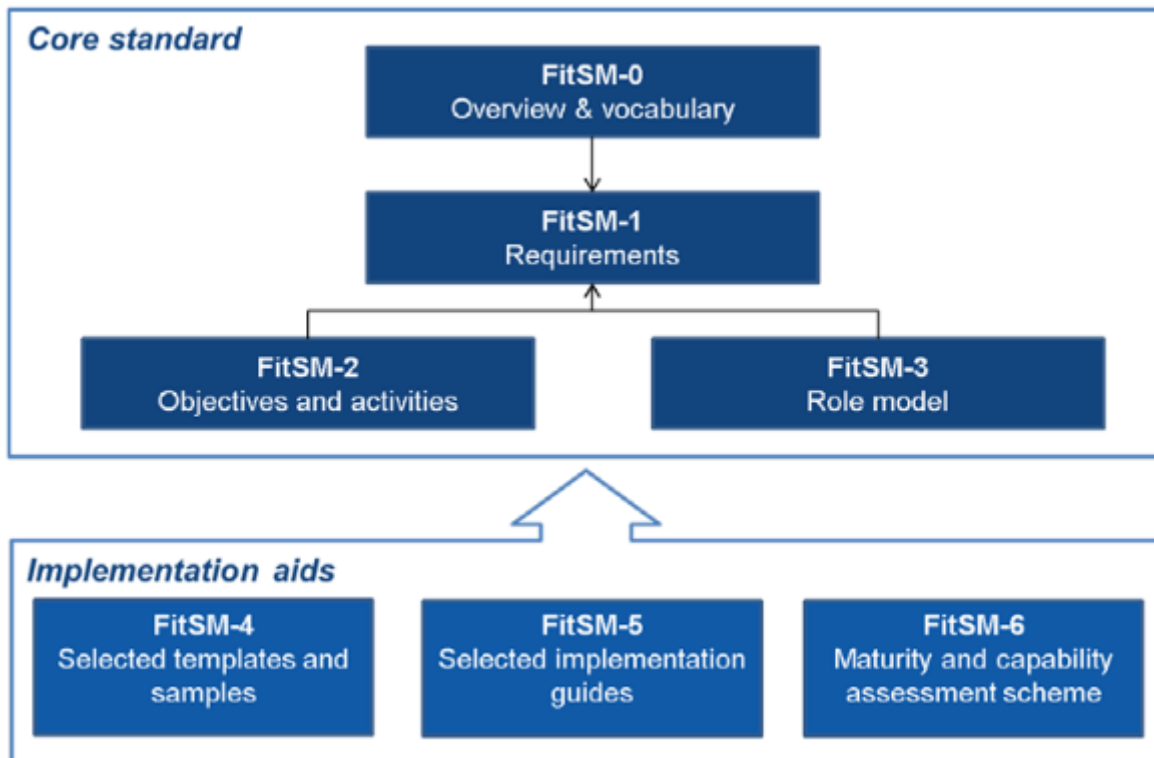 Core standard
FitSM-0
Overview & vocabulary
FitSM-1
Requirements
FitSM-2
Objectives and activities
FitSM-3
Role model
Implementation aids
FitSM-4
Selected templates and
samples
FitSM-5
Selected implementation
guides
FitSM-6
Maturity and capability
assessment scheme